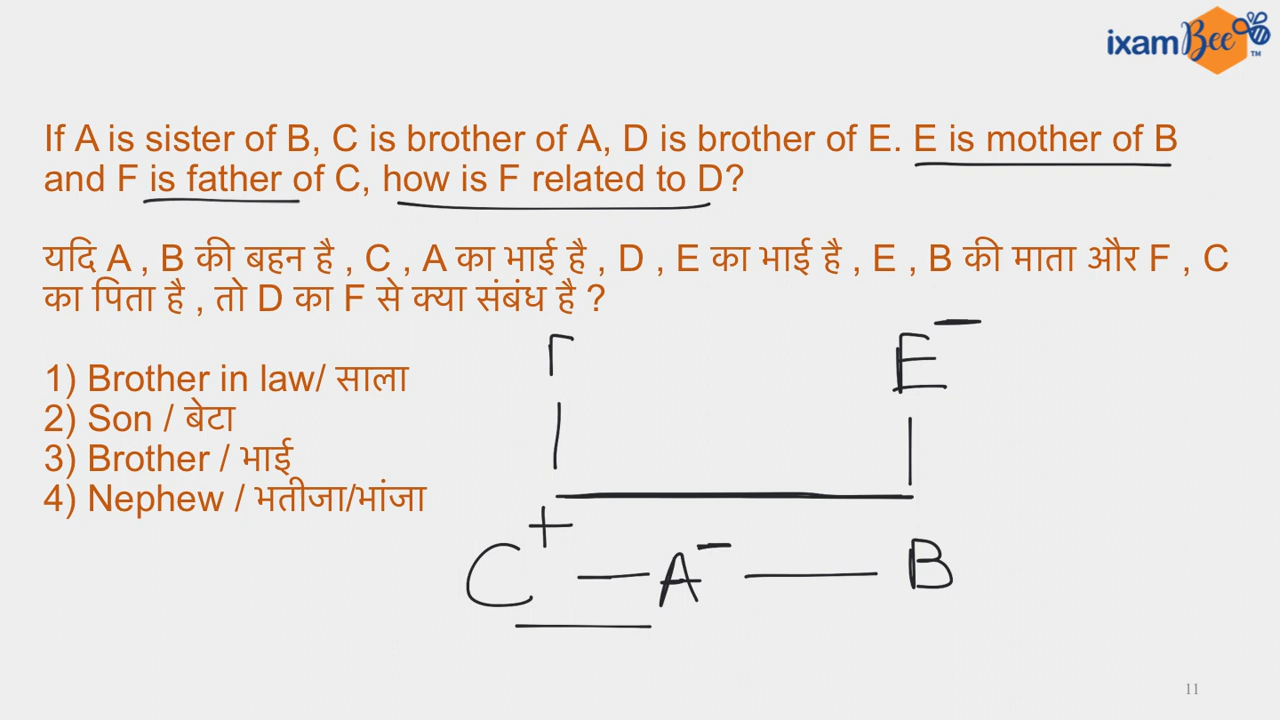 ixamBee™
If A is sister of B, C is brother of A, D is brother of E. E is mother of B
and F is father of C, how is F related to D?
यदि A , B की बहन है , C , A का भाई है , D , E का भाई है , E , B की माता और F , C
का पिता है , तो D का F से क्या संबंध है ?
1) Brother in law/ साला
2) Son / बेटा
3) Brother / भाई
4) Nephew / भतीजा/भांजा
E –
C + — A – — B
11